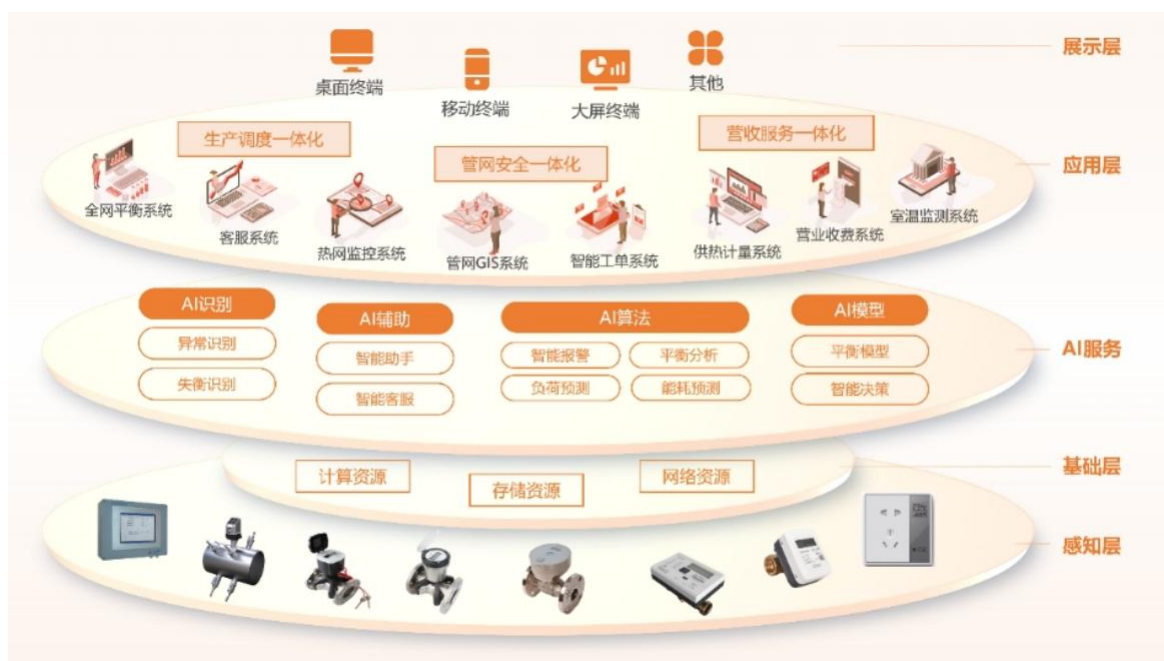 展示层
桌面终端
移动终端
大屏终端
其他
应用层
生产调度一体化
管网安全一体化
营收服务一体化
全网平衡系统
客服系统
热网监控系统
管网GIS系统
智能工单系统
供热计量系统
营业收费系统
室温监测系统
AI服务
AI识别
异常识别
失衡识别
AI辅助
智能助手
智能客服
AI算法
智能报警
平衡分析
负荷预测
能耗预测
AI模型
平衡模型
智能决策
基础层
计算资源
存储资源
网络资源
感知层